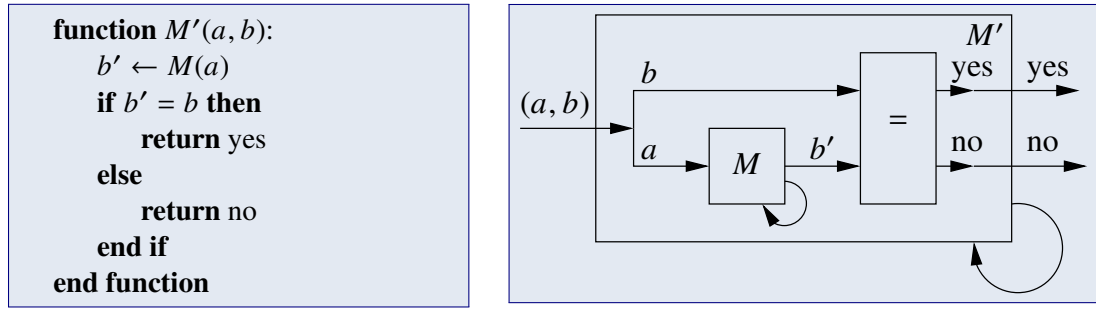 function M′(a, b):
b′ ← M(a)
if b′ = b then
return yes
else
return no
end if
end function
M′
b
yes
yes
(a, b)
=
a
M
b′
no
no